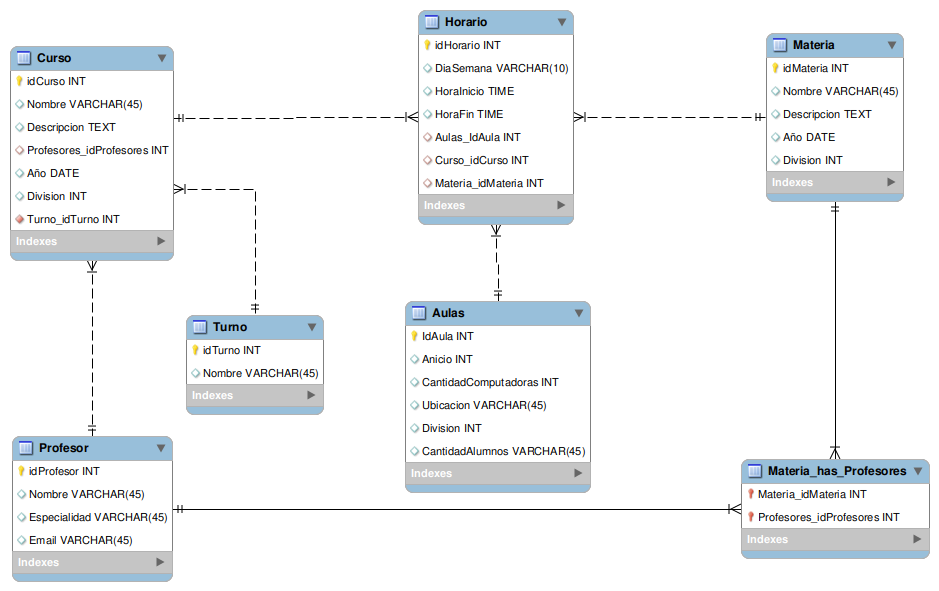 Curso
idCurso INT
Nombre VARCHAR(45)
Descripcion TEXT
Profesores_idProfesores INT
Año DATE
Division INT
Turno_idTurno INT
Indexes
Horario
idHorario INT
DiaSemana VARCHAR(10)
HoraInicio TIME
HoraFin TIME
Aulas_IdAula INT
Curso_idCurso INT
Materia_idMateria INT
Indexes
Materia
idMateria INT
Nombre VARCHAR(45)
Descripcion TEXT
Año DATE
Division INT
Indexes
Turno
idTurno INT
Nombre VARCHAR(45)
Indexes
Aulas
IdAula INT
Anicio INT
CantidadComputadoras INT
Ubicacion VARCHAR(45)
Division INT
CantidadAlumnos VARCHAR(45)
Indexes
Profesor
idProfesor INT
Nombre VARCHAR(45)
Especialidad VARCHAR(45)
Email VARCHAR(45)
Indexes
Materia_has_Profesores
Materia_idMateria INT
Profesores_idProfesores INT
Indexes